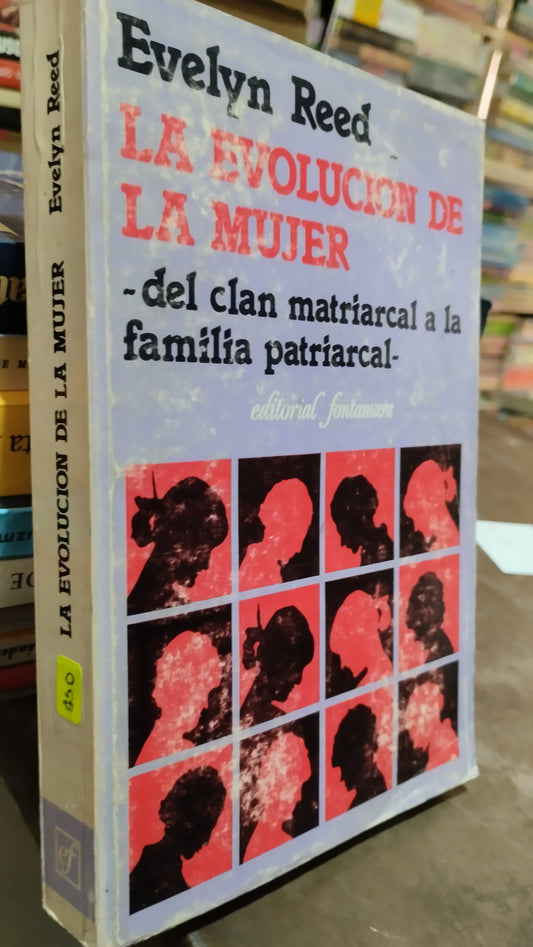 Evelyn Reed
LA EVOLUCION DE
LA MUJER
-del clan matriarcal a la
familia patriarcal-
editorial fontamara
LA EVOLUCION DE LA MUJER Evelyn Reed
$50
ef